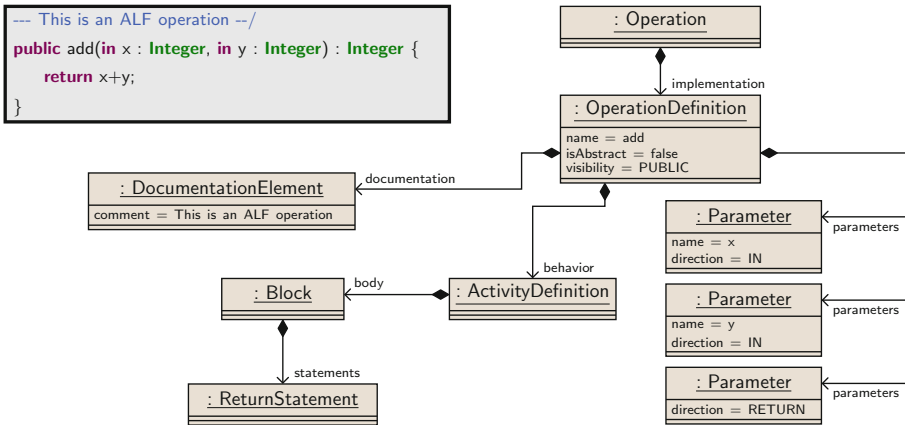 --- This is an ALF operation --/
public add(in x : Integer, in y : Integer) : Integer {
return x+y;
}
: Operation
implementation
: OperationDefinition
name = add
isAbstract = false
visibility = PUBLIC
documentation
: DocumentationElement
comment = This is an ALF operation
: Parameter
name = x
direction = IN
parameters
behavior
: ActivityDefinition
body
: Block
: Parameter
name = y
direction = IN
parameters
statements
: ReturnStatement
: Parameter
direction = RETURN
parameters